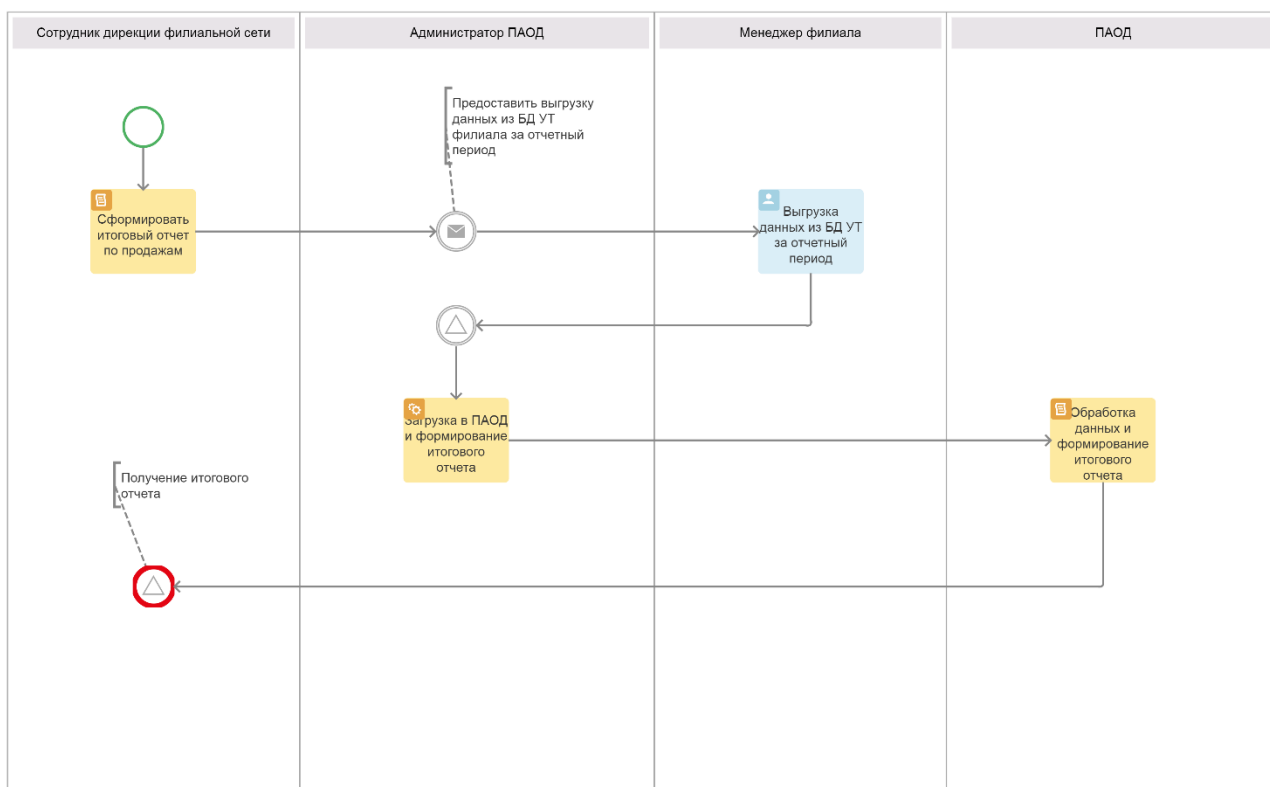 Сотрудник дирекции филиальной сети
Администратор ПАОД
Менеджер филиала
ПАОД
Предоставить выгрузку
данных из БД УТ
филиала за отчетный
период
Сформировать
итоговый отчет
по продажам
Выгрузка
данных из БД УТ
за отчетный
период
Загрузка в ПАОД
и формирование
итогового
отчета
Обработка
данных и
формирование
итогового
отчета
Получение итогового
отчета